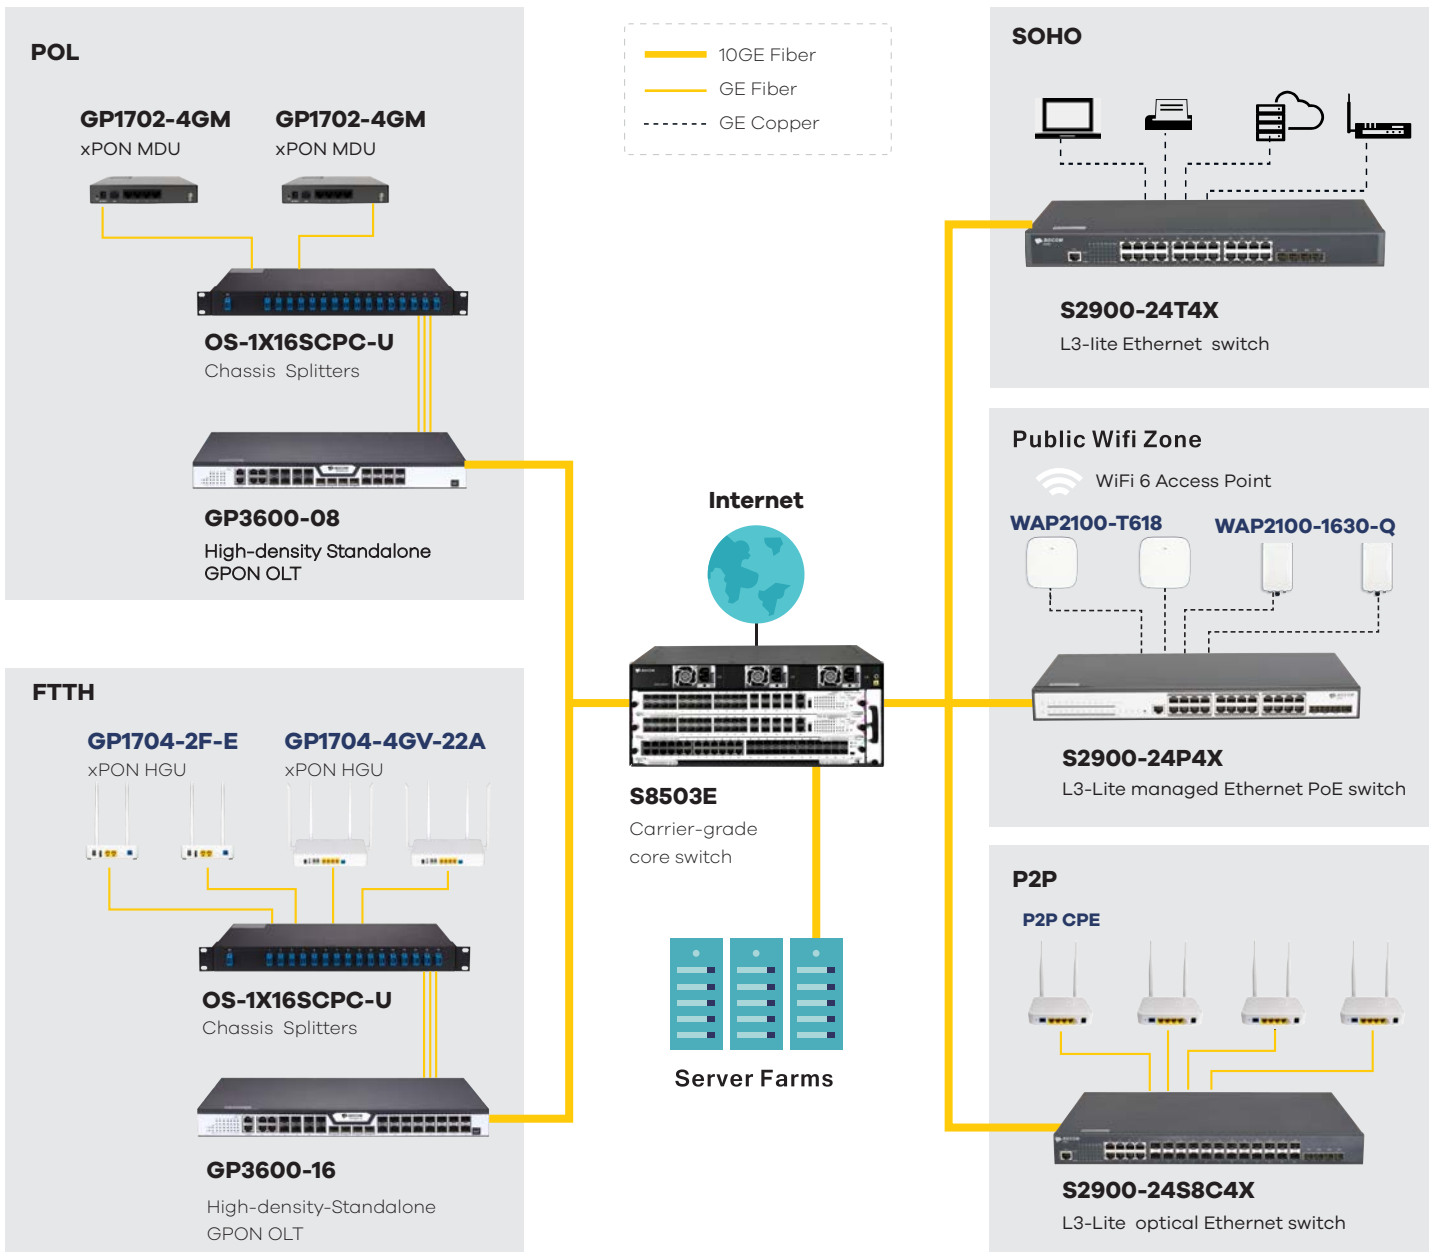 POL
GP1702-4GM
xPON MDU
GP1702-4GM
xPON MDU
OS-1X16SCPC-U
Chassis Splitters
GP3600-08
High-density Standalone
GPON OLT
FTTH
GP1704-2F-E
xPON HGU
GP1704-4GV-22A
xPON HGU
OS-1X16SCPC-U
Chassis Splitters
GP3600-16
High-density-Standalone
GPON OLT
10GE Fiber
GE Fiber
GE Copper
Internet
S8503E
Carrier-grade
core switch
Server Farms
SOHO
S2900-24T4X
L3-lite Ethernet switch
Public Wifi Zone
WiFi 6 Access Point
WAP2100-T618
WAP2100-1630-Q
S2900-24P4X
L3-Lite managed Ethernet PoE switch
P2P
P2P CPE
S2900-24S8C4X
L3-Lite optical Ethernet switch